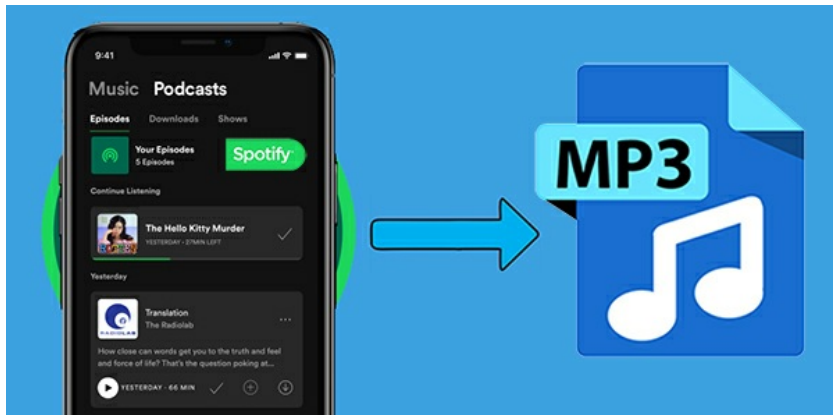 9:41
Music Podcasts
Episodes Downloads Shows
Your Episodes
5 Episodes
Spotify
Continue Listening
The Hello Kitty Murder
YESTERDAY · 27MIN LEFT
Yesterday
RADIOLAB
Translation
The Radiolab
How close can words get you to the truth and feel
and force of life? That's the question poking at...
YESTERDAY · 66 MIN
MP3